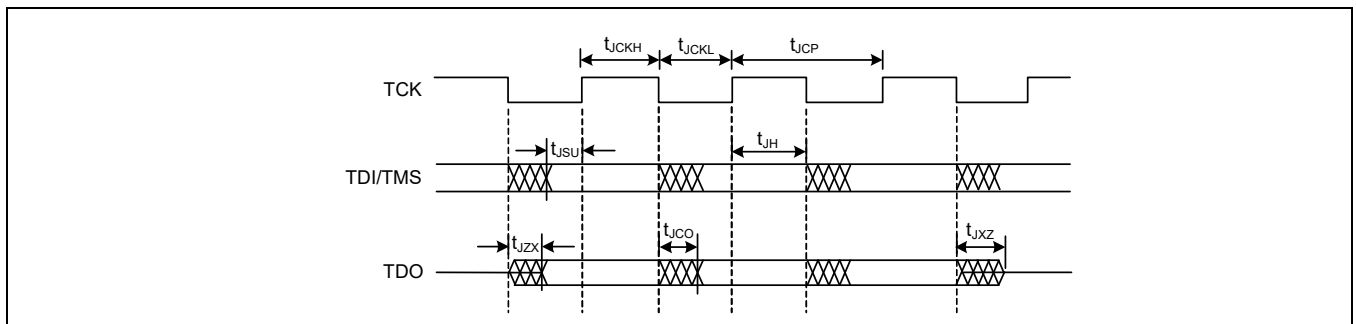 tJCKH tJCKL tJCP
TCK
tJSU tJH
TDI/TMS
tJZX tJCO tJXZ
TDO